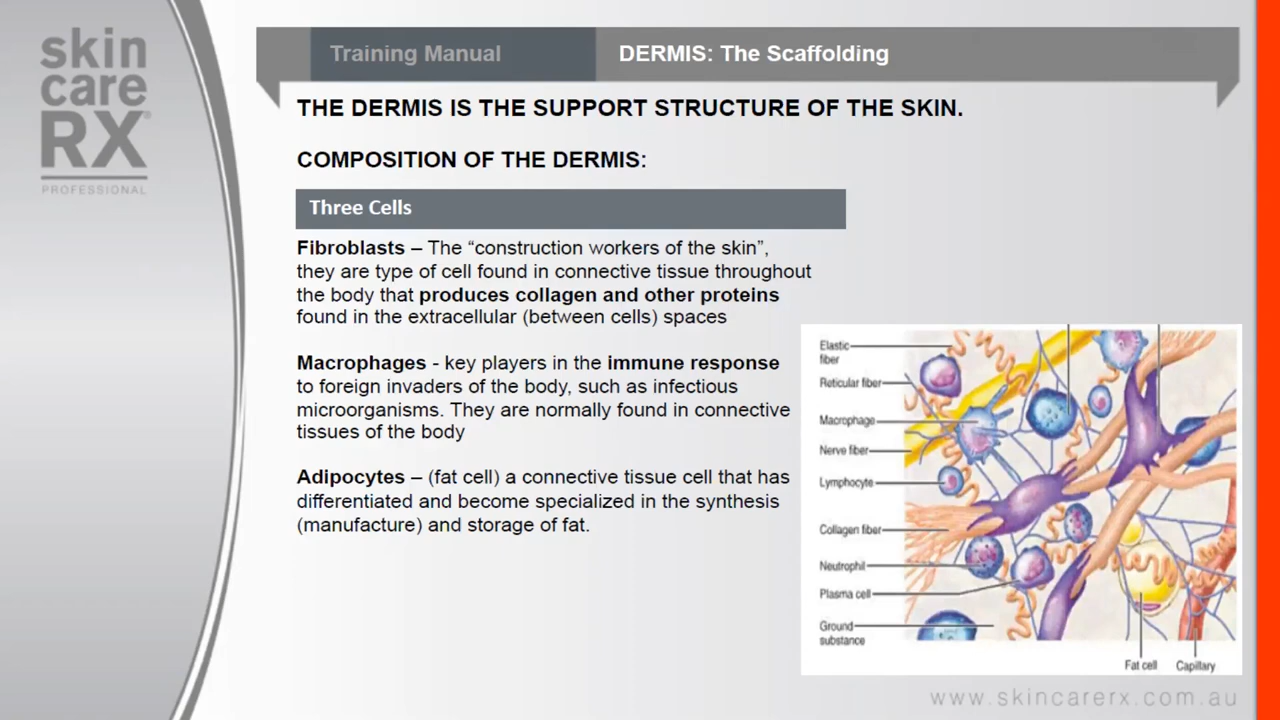 skin
care
RX®
PROFESSIONAL
Training Manual
DERMIS: The Scaffolding
THE DERMIS IS THE SUPPORT STRUCTURE OF THE SKIN.
COMPOSITION OF THE DERMIS:
Three Cells
Fibroblasts – The “construction workers of the skin”,
they are type of cell found in connective tissue throughout
the body that produces collagen and other proteins
found in the extracellular (between cells) spaces
Macrophages - key players in the immune response
to foreign invaders of the body, such as infectious
microorganisms. They are normally found in connective
tissues of the body
Adipocytes – (fat cell) a connective tissue cell that has
differentiated and become specialized in the synthesis
(manufacture) and storage of fat.
Elastic
fiber
Reticular fiber
Macrophage
Nerve fiber
Lymphocyte
Collagen fiber
Neutrophil
Plasma cell
Ground
substance
Fat cell
Capillary
www.skincarerx.com.au